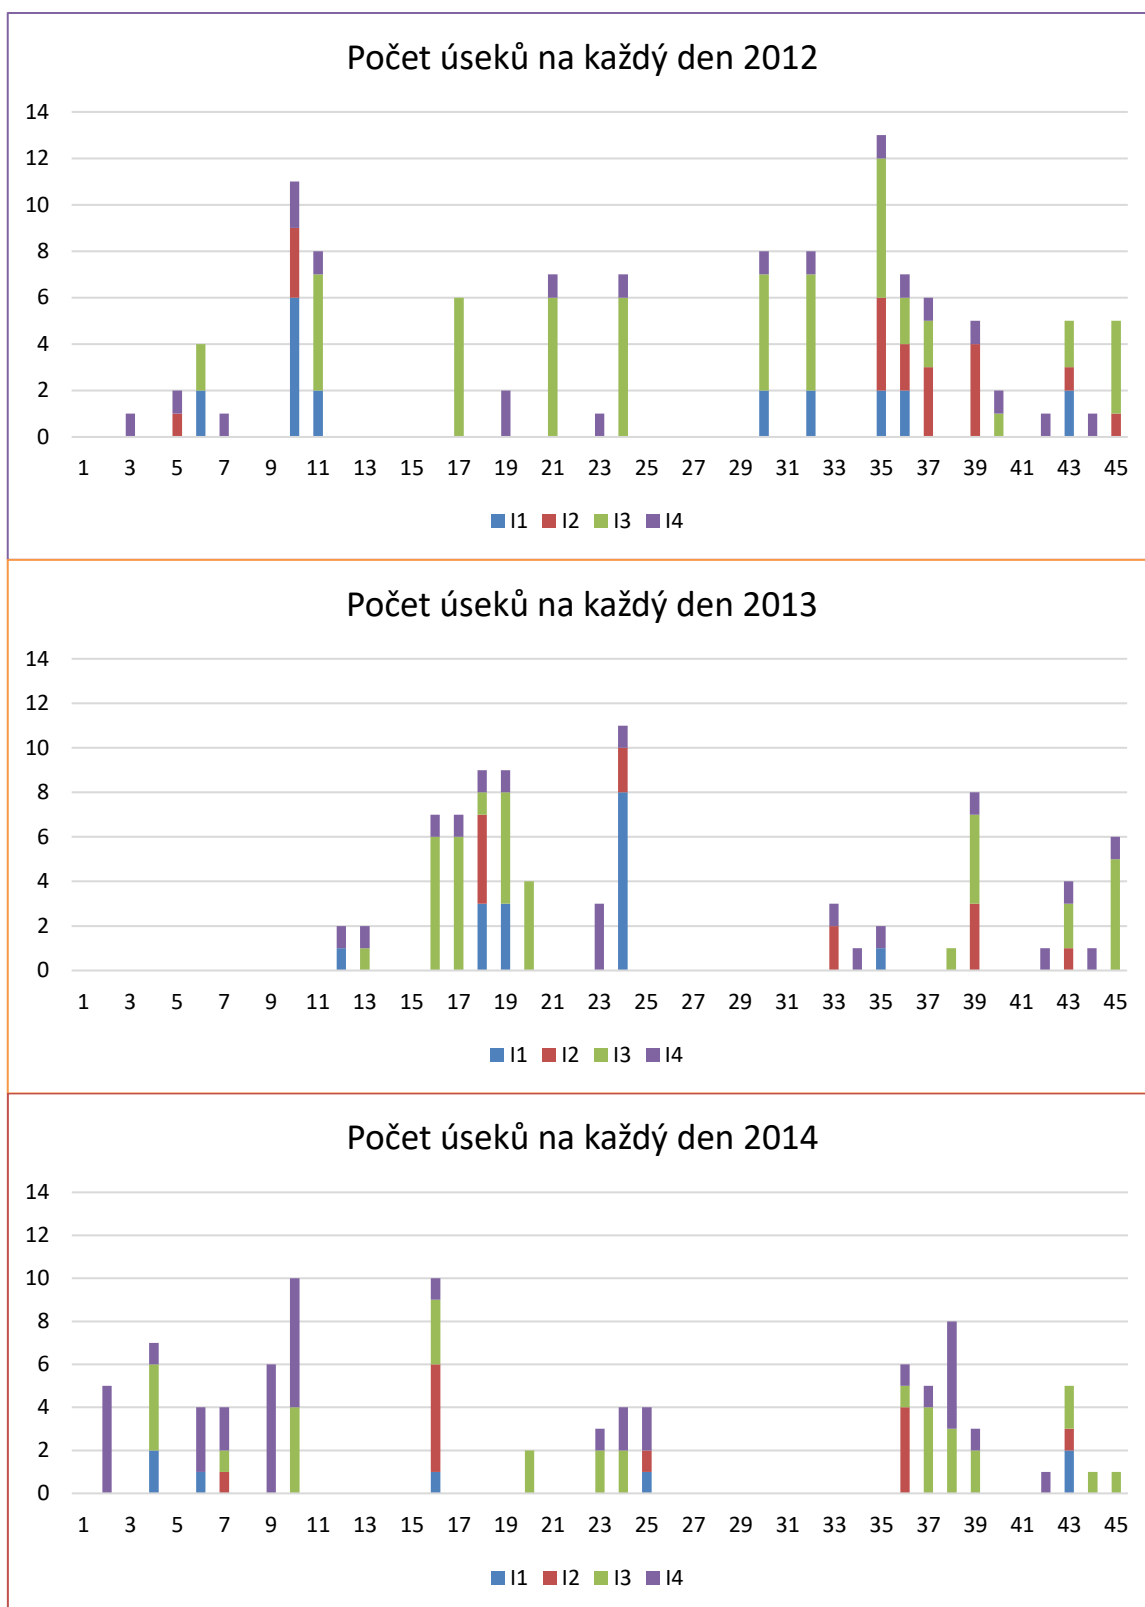 Počet úseků na každý den 2012
14
12
10
8
6
4
2
0
1 3 5 7 9 11 13 15 17 19 21 23 25 27 29 31 33 35 37 39 41 43 45
I1 I2 I3 I4
Počet úseků na každý den 2013
14
12
10
8
6
4
2
0
1 3 5 7 9 11 13 15 17 19 21 23 25 27 29 31 33 35 37 39 41 43 45
I1 I2 I3 I4
Počet úseků na každý den 2014
14
12
10
8
6
4
2
0
1 3 5 7 9 11 13 15 17 19 21 23 25 27 29 31 33 35 37 39 41 43 45
I1 I2 I3 I4